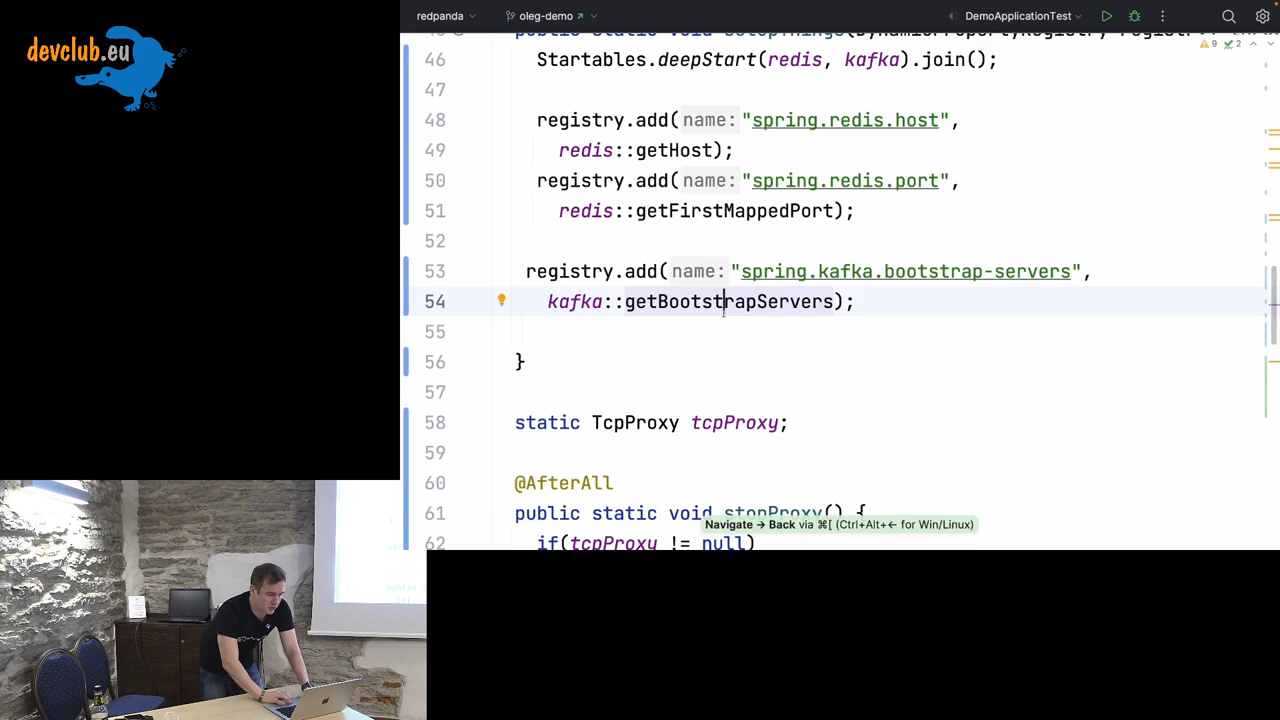 devclub.eu
redpanda
oleg-demo
DemoApplicationTest
46 Startables.deepStart(redis, kafka).join();
9 2
47
48 registry.add( name: "spring.redis.host",
49 redis::getHost);
50 registry.add( name: "spring.redis.port",
51 redis::getFirstMappedPort);
52
53 registry.add( name: "spring.kafka.bootstrap-servers",
54 kafka::getBootstrapServers);
55
56 }
57
58 static TcpProxy tcpProxy;
59
60 @AfterAll
61 public static void stopProxy() {
Navigate → Back via ⌘[ (Ctrl+Alt+← for Win/Linux)
62 if(tcpProxy != null)